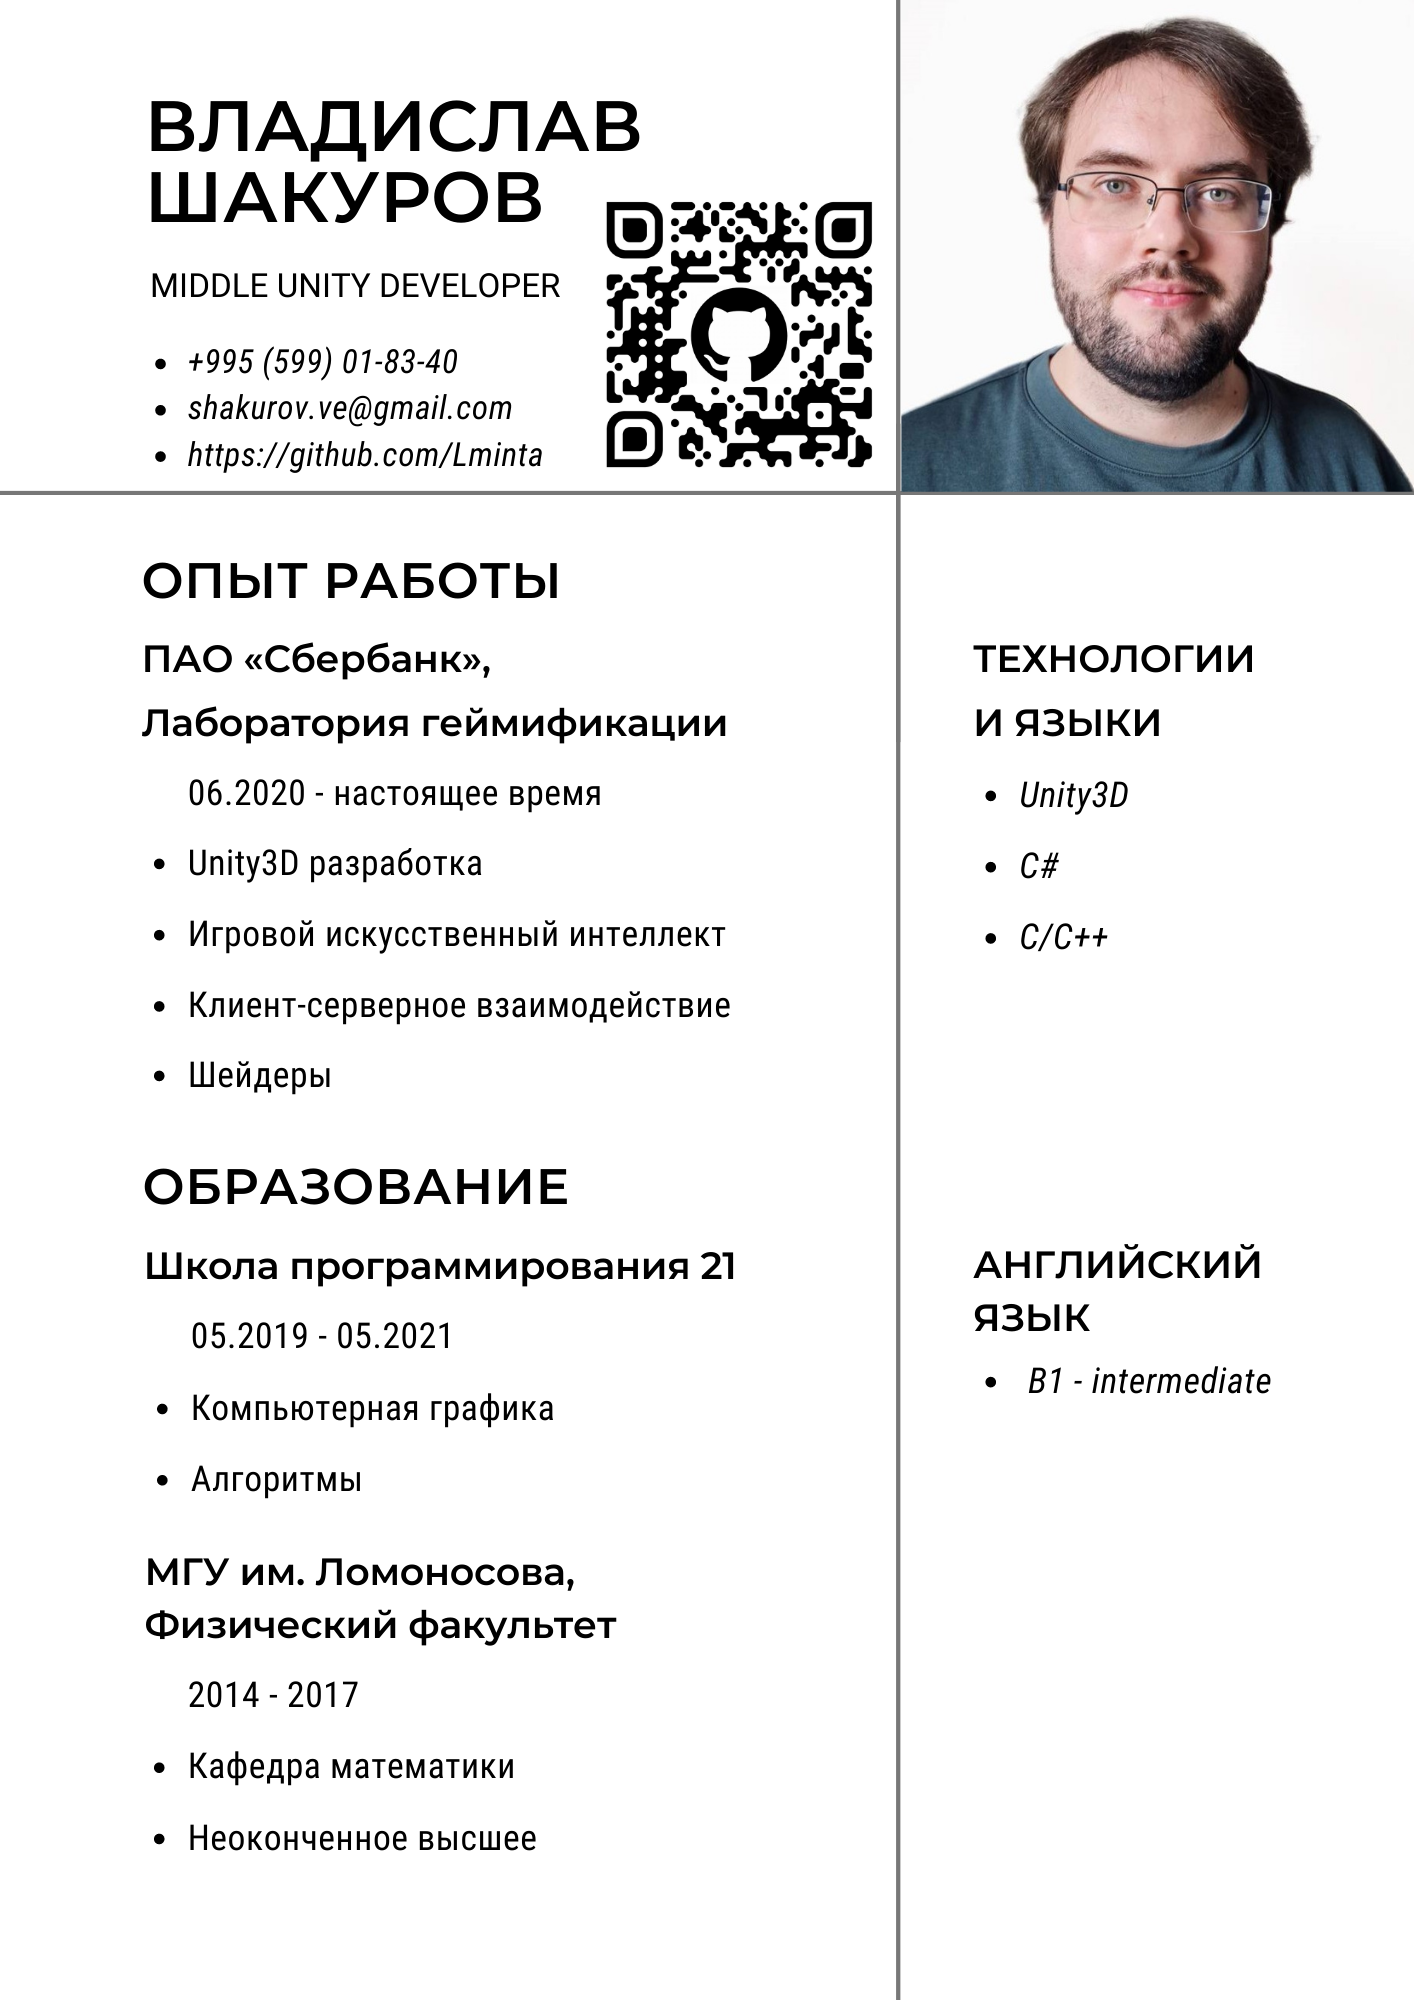 ВЛАДИСЛАВ
ШАКУРОВ
MIDDLE UNITY DEVELOPER
• +995 (599) 01-83-40
• shakurov.ve@gmail.com
• https://github.com/Lminta
ОПЫТ РАБОТЫ
ПАО «Сбербанк»,
Лаборатория геймификации
06.2020 - настоящее время
• Unity3D разработка
• Игровой искусственный интеллект
• Клиент-серверное взаимодействие
• Шейдеры
ОБРАЗОВАНИЕ
Школа программирования 21
05.2019 - 05.2021
• Компьютерная графика
• Алгоритмы
МГУ им. Ломоносова,
Физический факультет
2014 - 2017
• Кафедра математики
• Неоконченное высшее
ТЕХНОЛОГИИ
И ЯЗЫКИ
• Unity3D
• C#
• C/C++
АНГЛИЙСКИЙ
ЯЗЫК
• B1 - intermediate